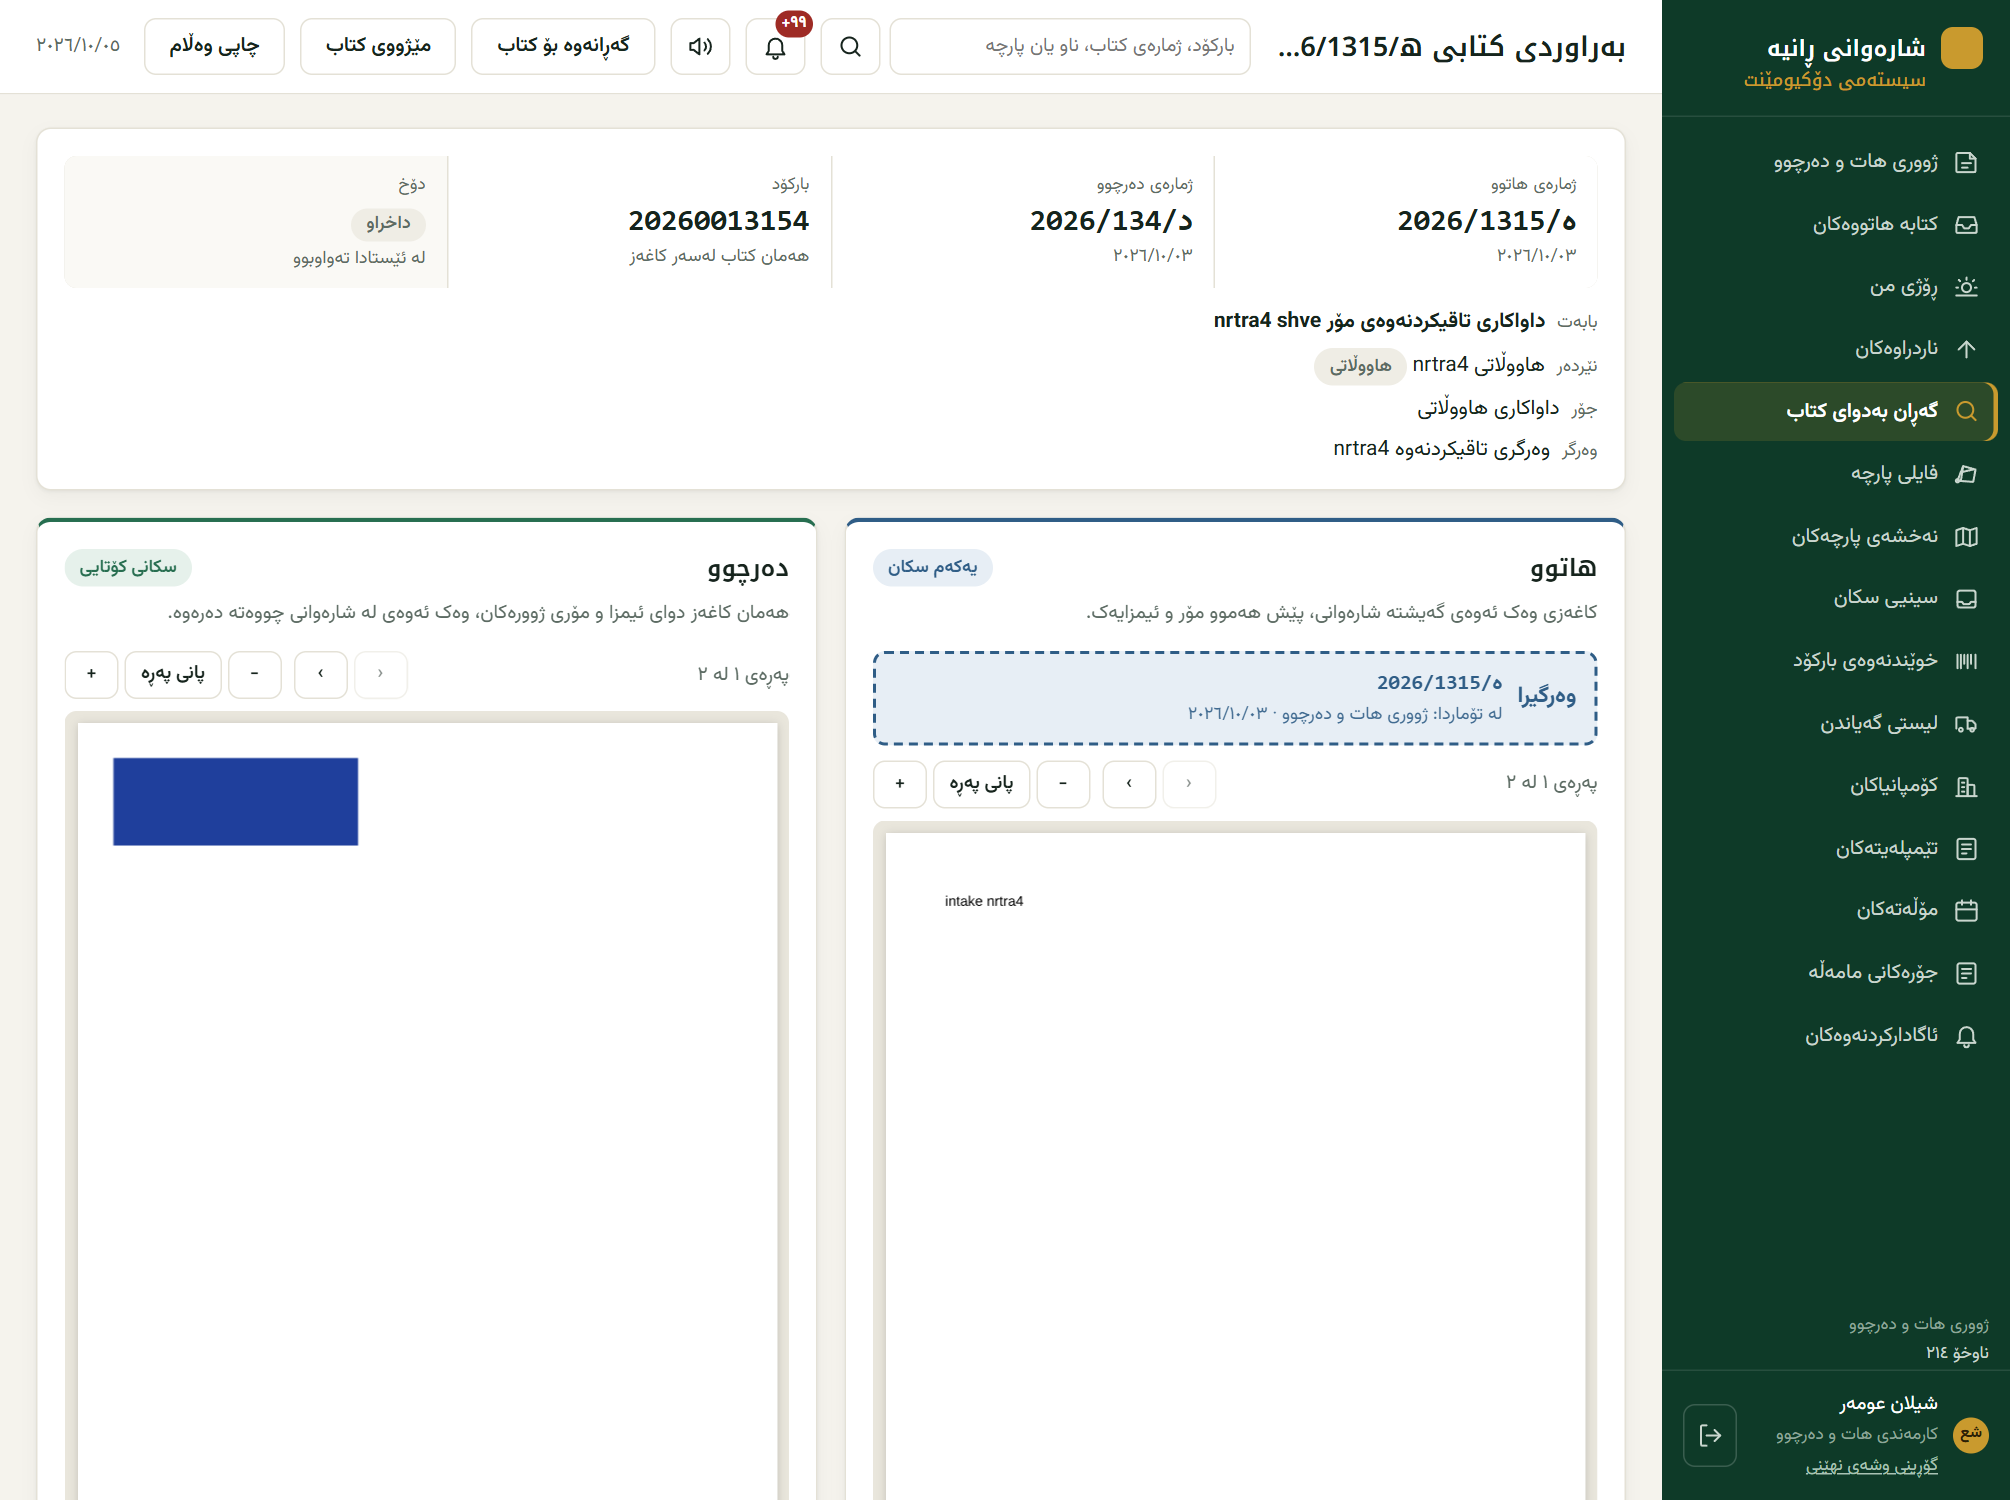 شارەوانی ڕانیە
سیستەمی دۆکیومێنت
ژووری هات و دەرچوو
کتابە هاتووەکان
ڕۆژی من
ناردراوەکان
گەڕان بەدوای کتاب
فایلی پارچە
نەخشەی پارچەکان
سینیی سکان
خوێندنەوەی بارکۆد
لیستی گەیاندن
کۆمپانیاکان
تێمپلەیتەکان
مۆڵەتەکان
جۆرەکانی مامەڵە
ئاگادارکردنەوەکان
ژووری هات و دەرچوو
ناوخۆ ٢١٤
شیلان عومەر
شع
کارمەندی هات و دەرچوو
گۆڕینی وشەی نهێنی
بەراوردی کتابی ه/6/1315...
بارکۆد، ژمارەی کتاب، ناو یان پارچە
+٩٩
گەڕانەوە بۆ کتاب
مێژووی کتاب
چاپی وەڵام
٢٠٢٦/١٠/٠٥
ژمارەی هاتوو
ه/2026/1315
٢٠٢٦/١٠/٠٣
ژمارەی دەرچوو
د/2026/134
٢٠٢٦/١٠/٠٣
بارکۆد
20260013154
هەمان کتاب لەسەر کاغەز
دۆخ
داخراو
لە ئێستادا تەواوبوو
بابەت داواکاری تاقیکردنەوەی مۆر nrtra4 shve
نێردەر هاووڵاتی nrtra4 هاووڵاتی
جۆر داواکاری هاووڵاتی
وەرگر وەرگری تاقیکردنەوە nrtra4
هاتوو
یەکەم سکان
کاغەزی وەک ئەوەی گەیشتە شارەوانی، پێش هەموو مۆر و ئیمزایەک.
وەرگیرا
ه/2026/1315
لە تۆماردا: ژووری هات و دەرچوو · ٢٠٢٦/١٠/٠٣
پەڕەی ١ لە ٢
‹ › − پانی پەڕە +
intake nrtra4
دەرچوو
سکانی کۆتایی
هەمان کاغەز دوای ئیمزا و مۆری ژوورەکان، وەک ئەوەی لە شارەوانی چووەتە دەرەوە.
پەڕەی ١ لە ٢
‹ › − پانی پەڕە +